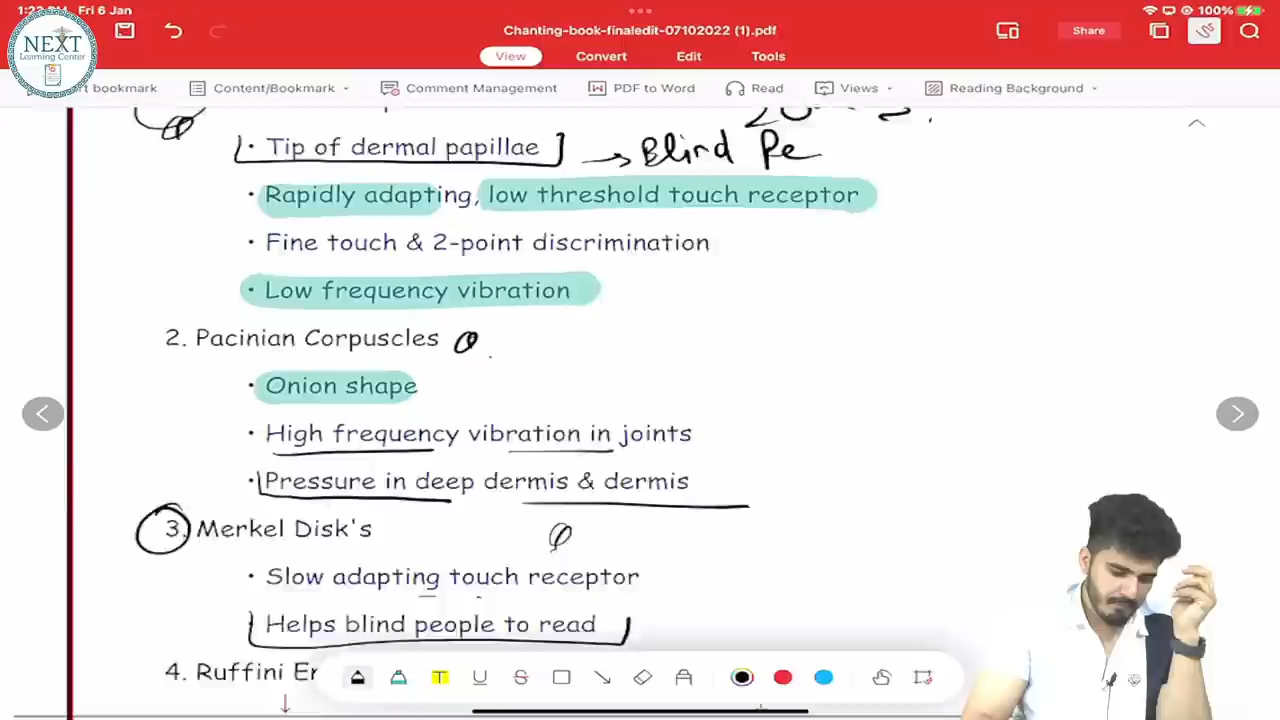 1:22 PM Fri 6 Jan
100%
NEXT
Learning Center
Chanting-book-finaledit-07102022 (1).pdf
Share
View Convert Edit Tools
bookmark Content/Bookmark Comment Management PDF to Word Read Views Reading Background
· Tip of dermal papillae → Blind Pe
· Rapidly adapting, low threshold touch receptor
· Fine touch & 2-point discrimination
· Low frequency vibration
2. Pacinian Corpuscles
· Onion shape
· High frequency vibration in joints
· Pressure in deep dermis & dermis
3. Merkel Disk's
· Slow adapting touch receptor
· Helps blind people to read
4. Ruffini